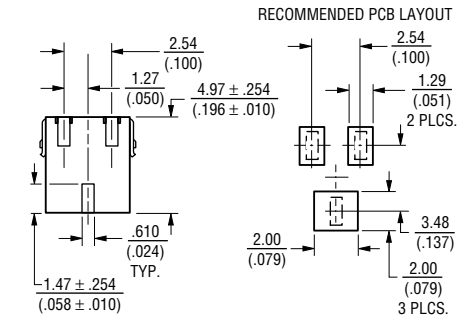 RECOMMENDED PCB LAYOUT
2.54
(.100)
1.27
(.050)
4.97 ± .254
(.196 ± .010)
.610
(.024)
TYP.
1.47 ± .254
(.058 ± .010)
2.54
(.100)
1.29
(.051)
2 PLCS.
3.48
(.137)
2.00
(.079)
2.00
(.079)
3 PLCS.